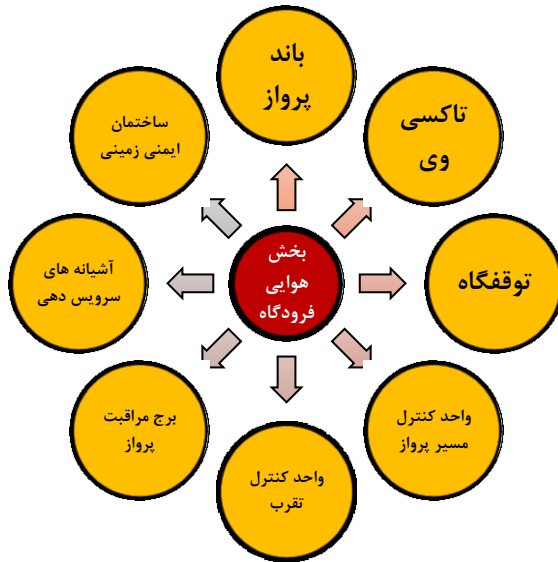 باند
پرواز
تاکسی
وی
توقفگاه
واحد کنترل
مسیر پرواز
واحد کنترل
تقرب
برج مراقبت
پرواز
آشیانه های
سرویس دهی
ساختمان
ایمنی زمینی
بخش
هوایی
فرودگاه